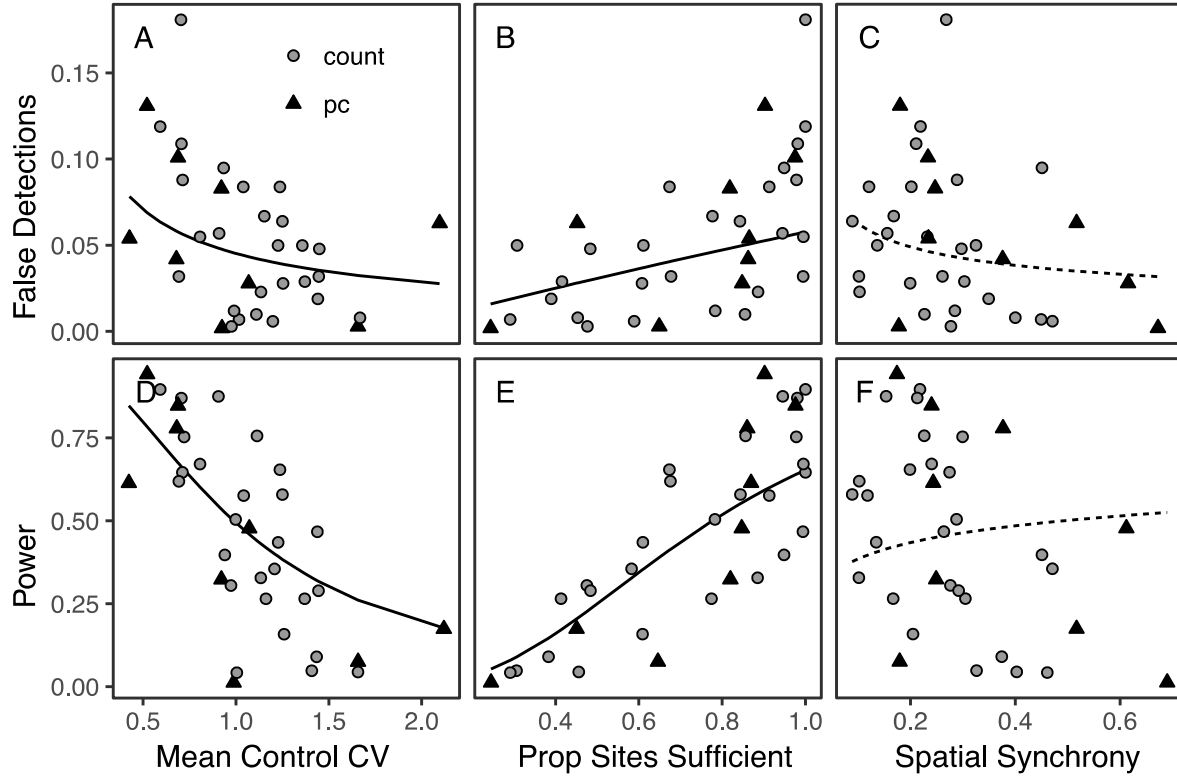 A
B
C
count
pc
False Detections
0.15
0.10
0.05
0.00
D
E
F
Power
0.75
0.50
0.25
0.00
0.5 1.0 1.5 2.0
0.4 0.6 0.8 1.0
0.2 0.4 0.6
Mean Control CV
Prop Sites Sufficient
Spatial Synchrony